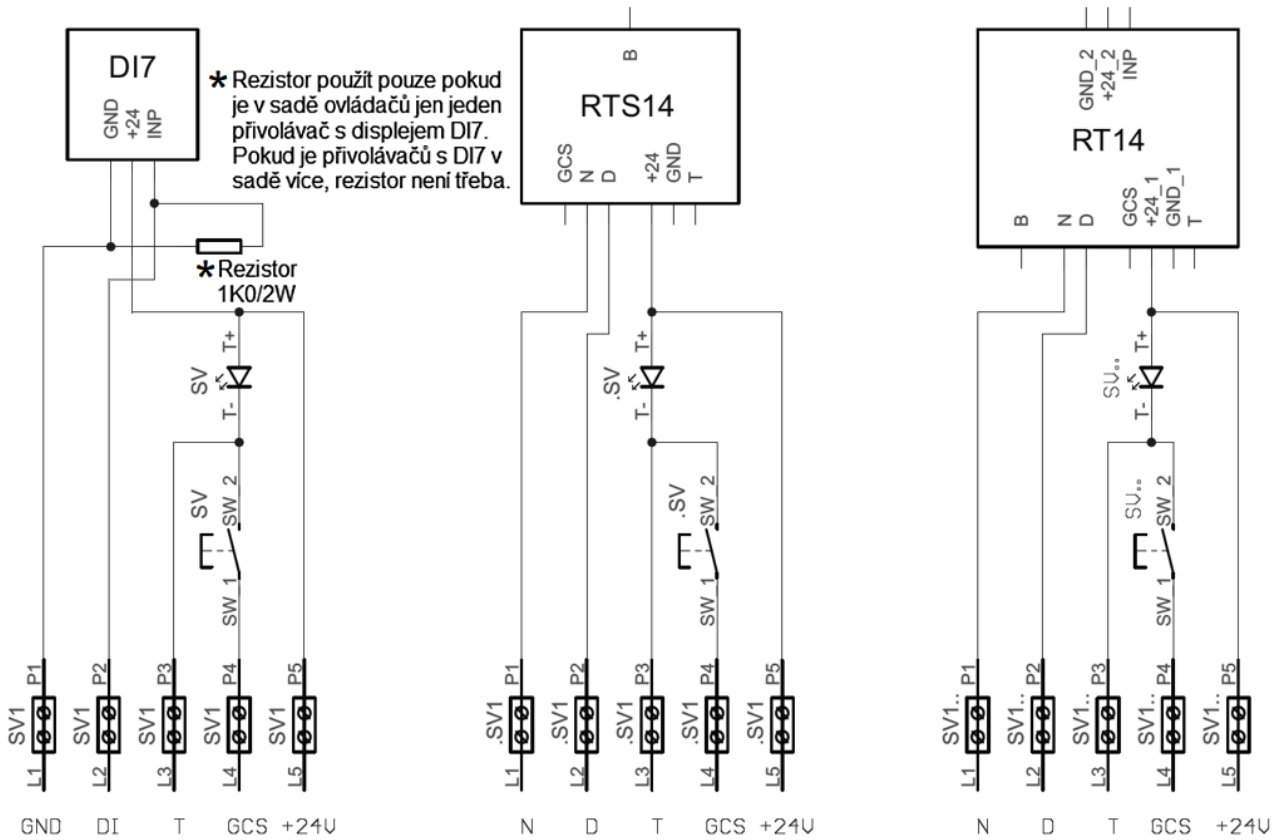 DI7
GND
+24
INP
* Rezistor použít pouze pokud
je v sadě ovládačů jen jeden
přivolávač s displejem DI7.
Pokud je přivolávačů s DI7 v
sadě více, rezistor není třeba.
* Rezistor
1K0/2W
T+
SV
T-
SV
SW_2
SW_1
SV1 P1 L1
SV1 P2 L2
SV1 P3 L3
SV1 P4 L4
SV1 P5 L5
GND DI T GCS +24V
B
RTS14
GCS
N
D
+24
GND
T
T+
.SV
T-
.SV
SW_2
SW_1
.SV1 P1 L1
.SV1 P2 L2
.SV1 P3 L3
.SV1 P4 L4
.SV1 P5 L5
N D T GCS +24V
GND_2
+24_2
INP
RT14
B
N
D
GCS
+24_1
GND_1
T
T+
SV..
T-
SV..
SW_2
SW_1
SV1.. P1 L1
SV1.. P2 L2
SV1.. P3 L3
SV1.. P4 L4
SV1.. P5 L5
N D T GCS +24V